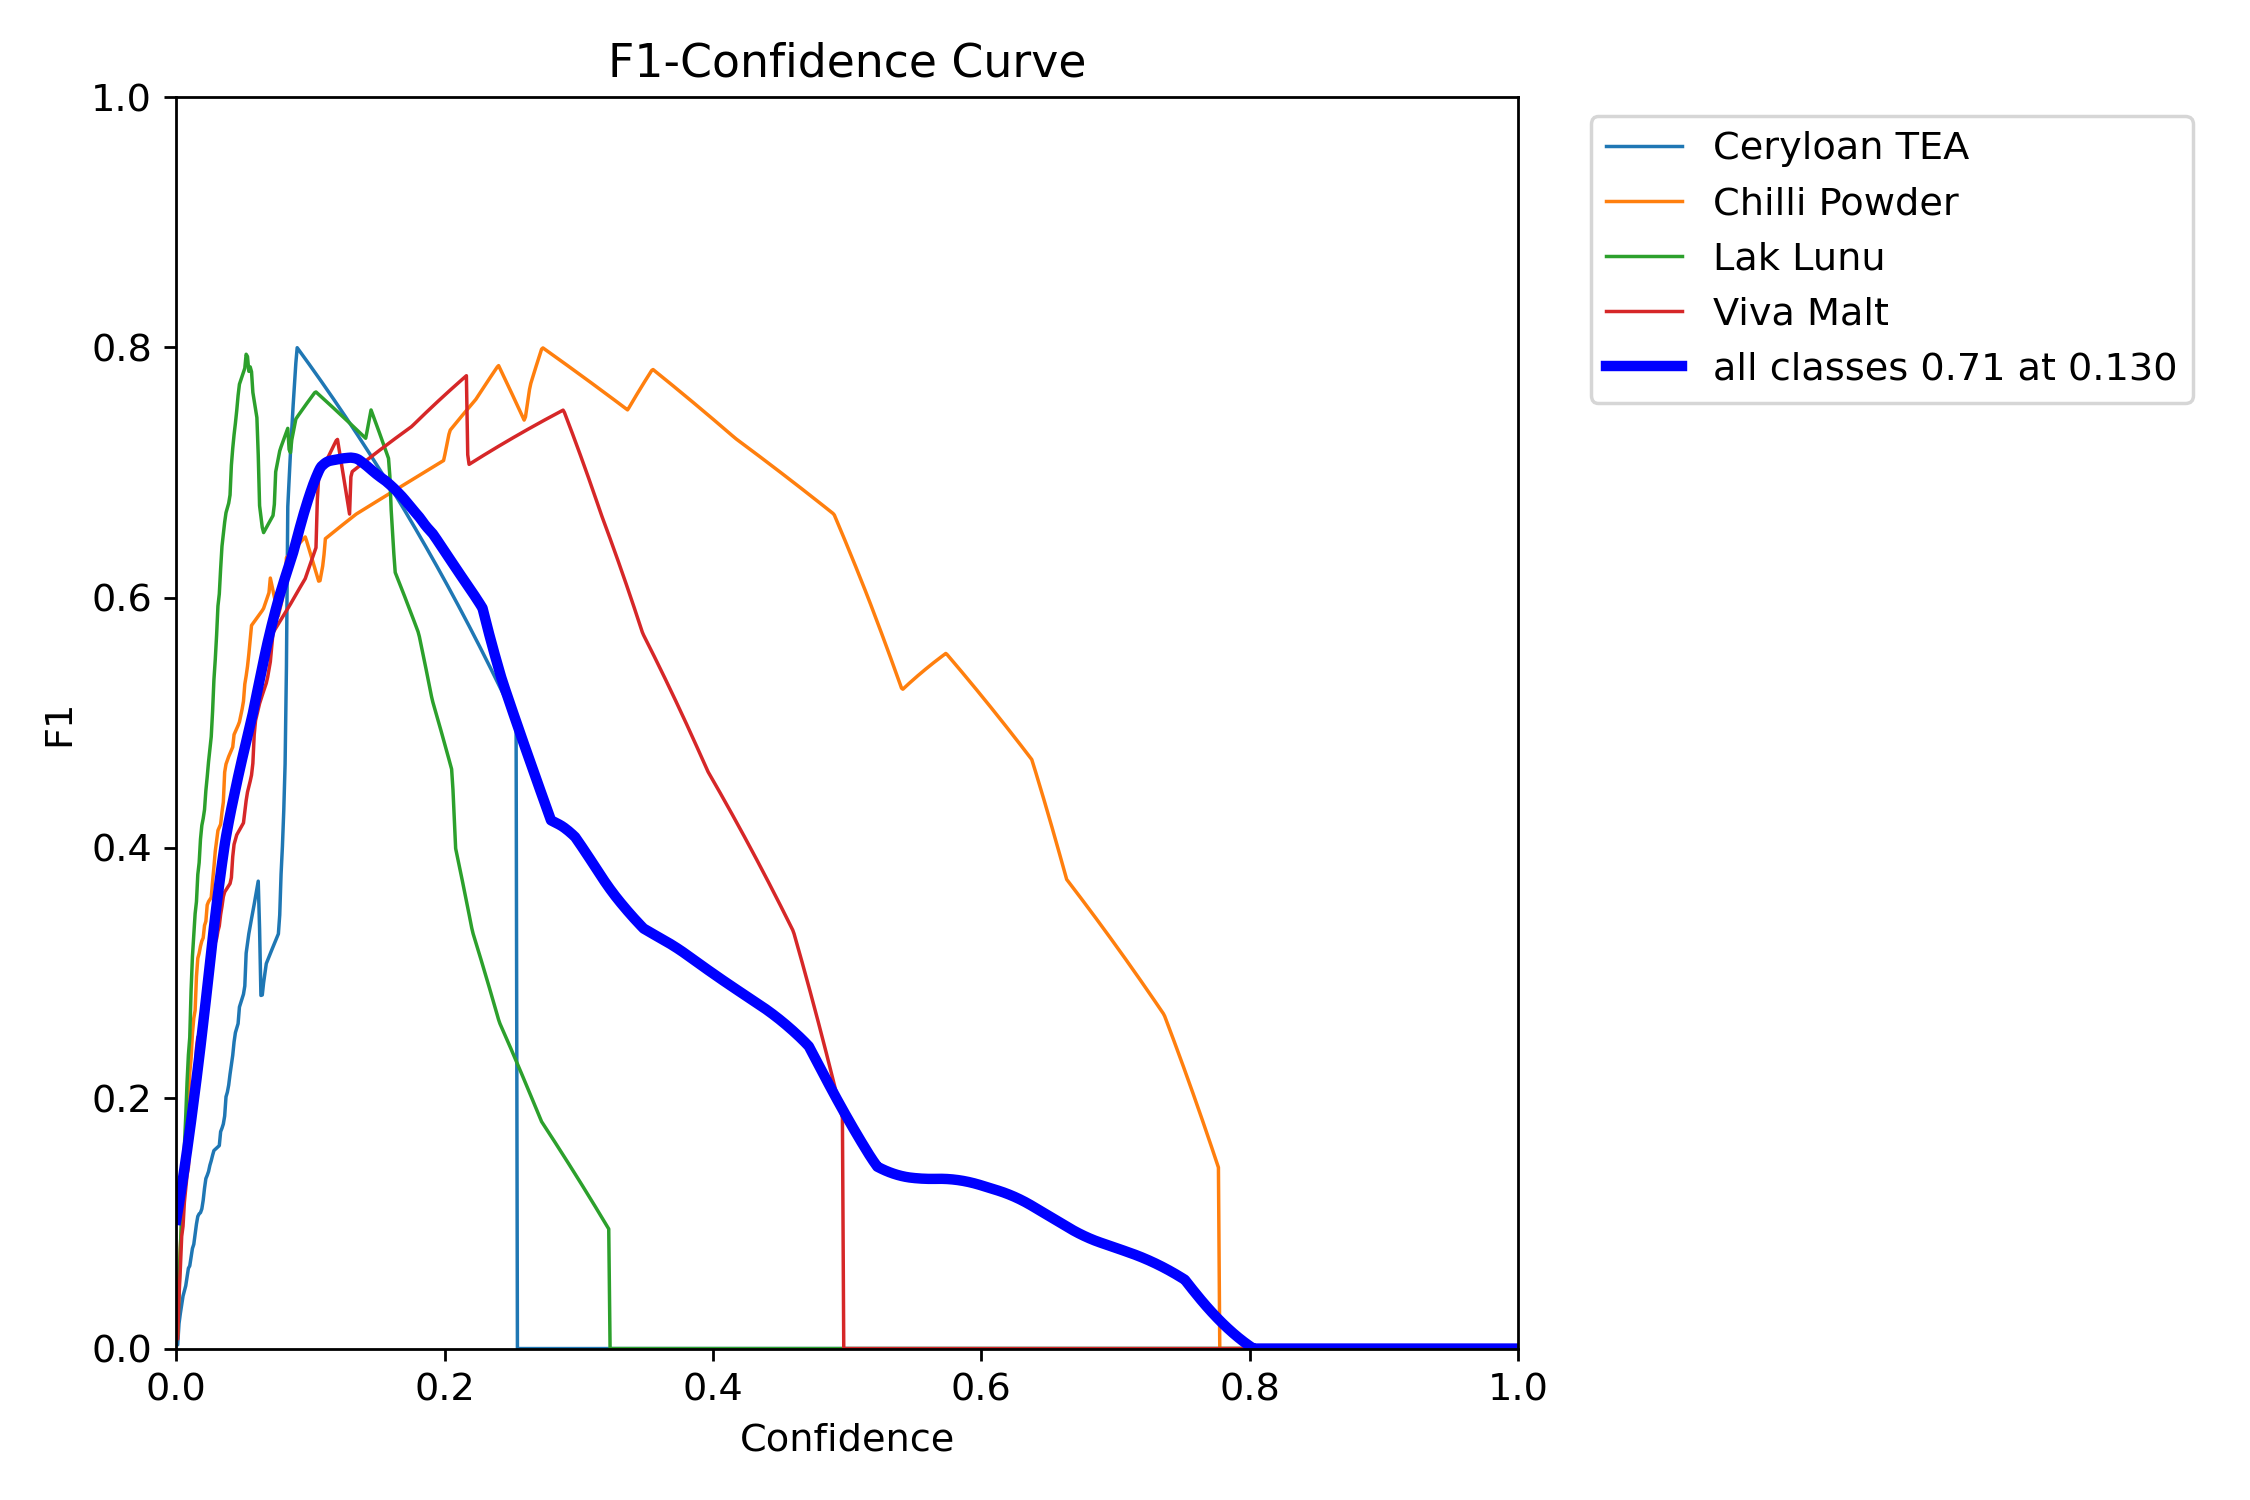 F1-Confidence Curve
1.0
0.8
0.6
0.4
0.2
0.0
F1
0.0 0.2 0.4 0.6 0.8 1.0
Confidence
Ceryloan TEA
Chilli Powder
Lak Lunu
Viva Malt
all classes 0.71 at 0.130